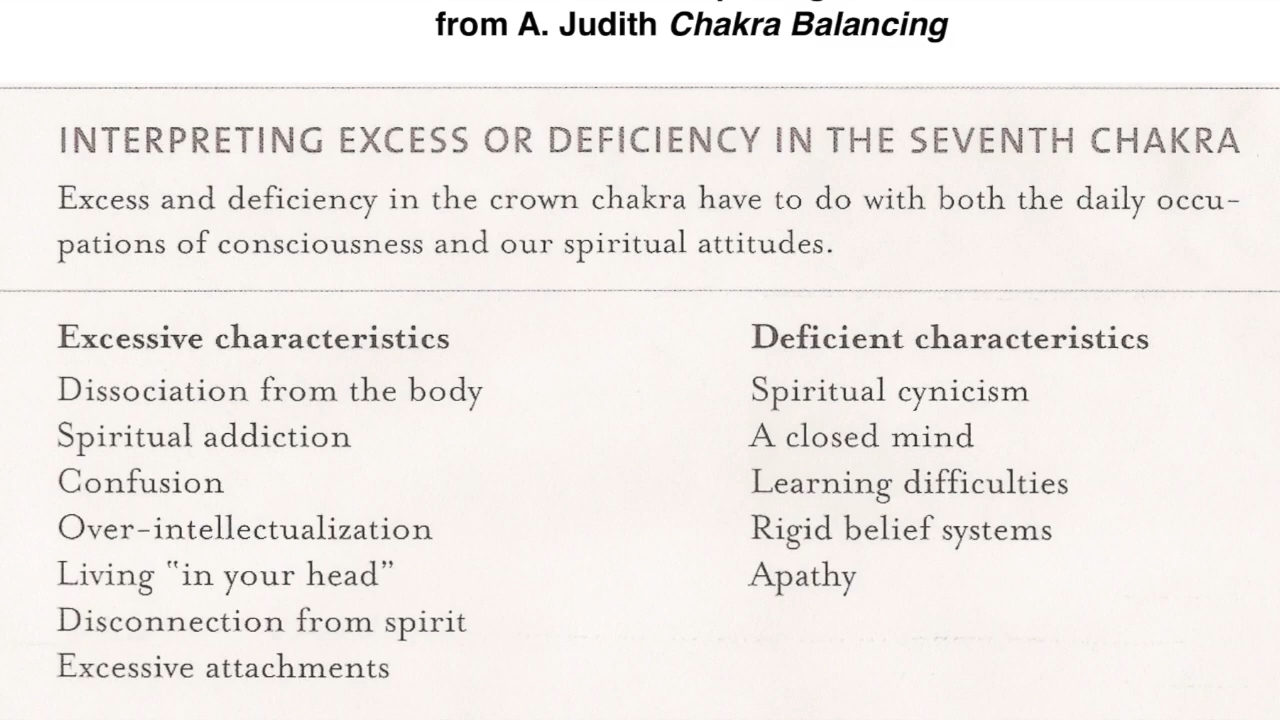 from A. Judith Chakra Balancing
INTERPRETING EXCESS OR DEFICIENCY IN THE SEVENTH CHAKRA
Excess and deficiency in the crown chakra have to do with both the daily occu-
pations of consciousness and our spiritual attitudes.
Excessive characteristics
Dissociation from the body
Spiritual addiction
Confusion
Over-intellectualization
Living "in your head"
Disconnection from spirit
Excessive attachments
Deficient characteristics
Spiritual cynicism
A closed mind
Learning difficulties
Rigid belief systems
Apathy